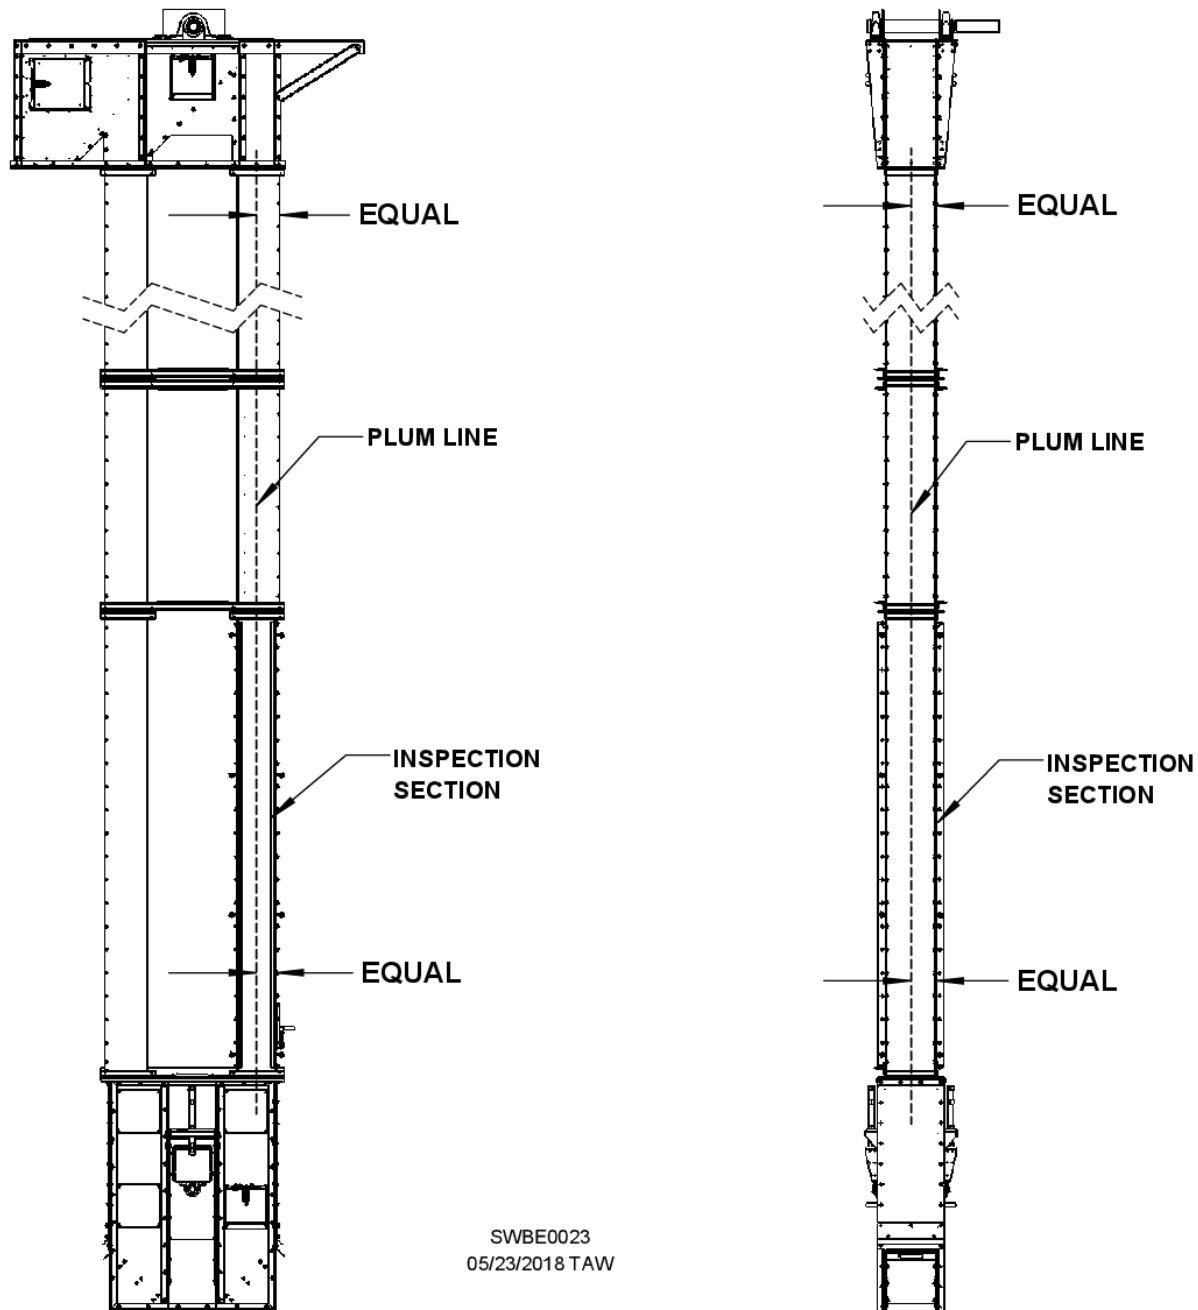 EQUAL
EQUAL
PLUM LINE
PLUM LINE
INSPECTION
SECTION
INSPECTION
SECTION
EQUAL
EQUAL
SWBE0023
05/23/2018 TAW